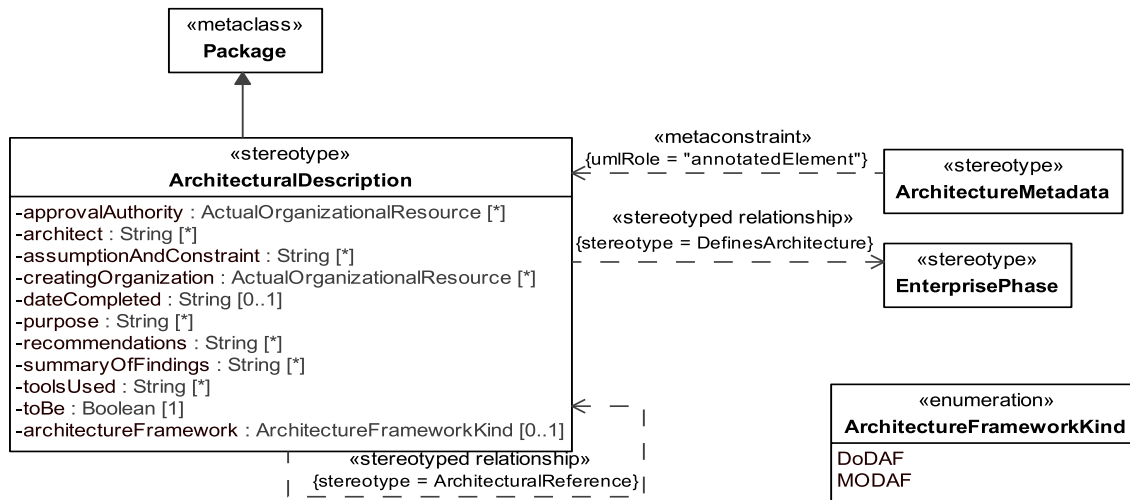 «metaclass»
Package
«stereotype»
ArchitecturalDescription
-approvalAuthority : ActualOrganizationalResource [*]
-architect : String [*]
-assumptionAndConstraint : String [*]
-creatingOrganization : ActualOrganizationalResource [*]
-dateCompleted : String [0..1]
-purpose : String [*]
-recommendations : String [*]
-summaryOfFindings : String [*]
-toolsUsed : String [*]
-toBe : Boolean [1]
-architectureFramework : ArchitectureFrameworkKind [0..1]
«metaconstraint»
{umlRole = "annotatedElement"}
«stereotype»
ArchitectureMetadata
«stereotyped relationship»
{stereotype = DefinesArchitecture}
«stereotype»
EnterprisePhase
«stereotyped relationship»
{stereotype = ArchitecturalReference}
«enumeration»
ArchitectureFrameworkKind
DoDAF
MODAF